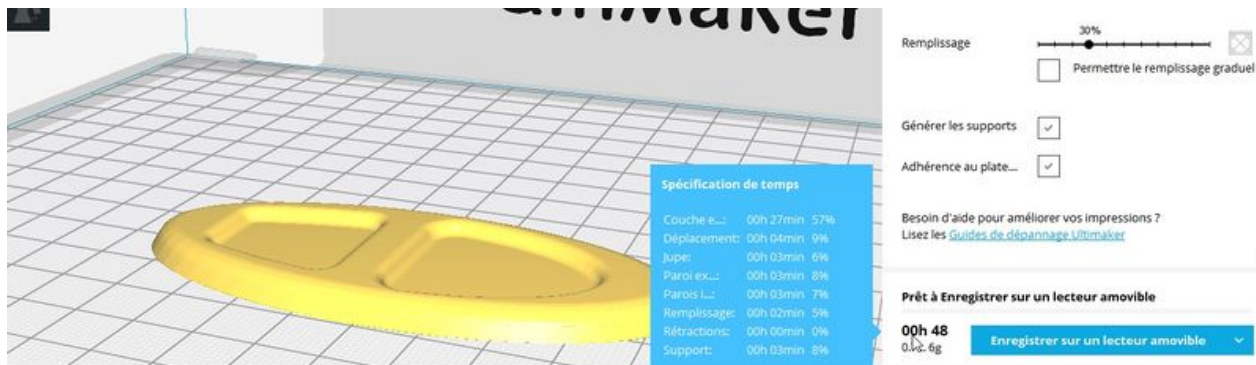 Ultimaker
Remplissage
30%
Permettre le remplissage graduel
Générer les supports
Adhérence au plate...
Spécification de temps
Couche e...: 00h 27min 57%
Déplacement: 00h 04min 9%
Jupe: 00h 03min 6%
Paroi ex...: 00h 03min 8%
Parois i...: 00h 03min 7%
Remplissage: 00h 02min 5%
Rétractions: 00h 00min 0%
Support: 00h 03min 8%
Besoin d'aide pour améliorer vos impressions ?
Lisez les Guides de dépannage Ultimaker
Prêt à Enregistrer sur un lecteur amovible
00h 48
6g
Enregistrer sur un lecteur amovible